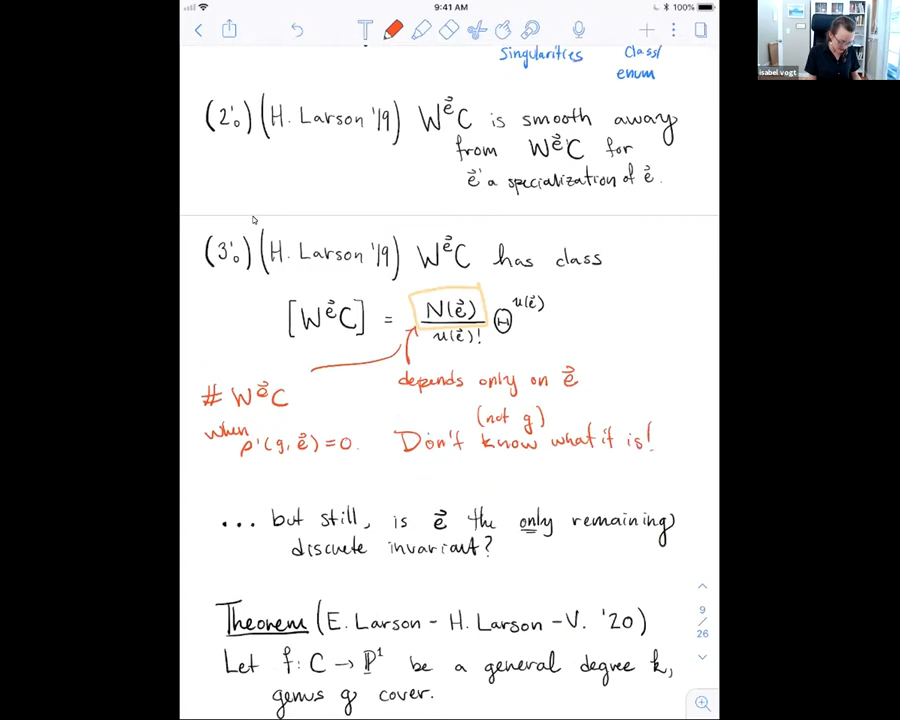 9:41 AM
100%
T
isabel vogt
Singularities
Class/
enum
(2'.) (H. Larson '19) W^e⃗ C is smooth away
from W^e⃗' C for
e⃗' a specialization of e⃗.
(3'.) (H. Larson '19) W^e⃗ C has class
[W^e⃗ C] = N(e⃗)/u(e⃗)! Θ^u(e⃗)
depends only on e⃗
# W^e⃗ C
(not g)
when
ρ'(g, e⃗) = 0. Don't know what it is!
... but still, is e⃗ the only remaining
discrete invariant?
9
/
26
Theorem (E. Larson - H. Larson - V. '20)
Let f: C → P¹ be a general degree k,
genus g cover.